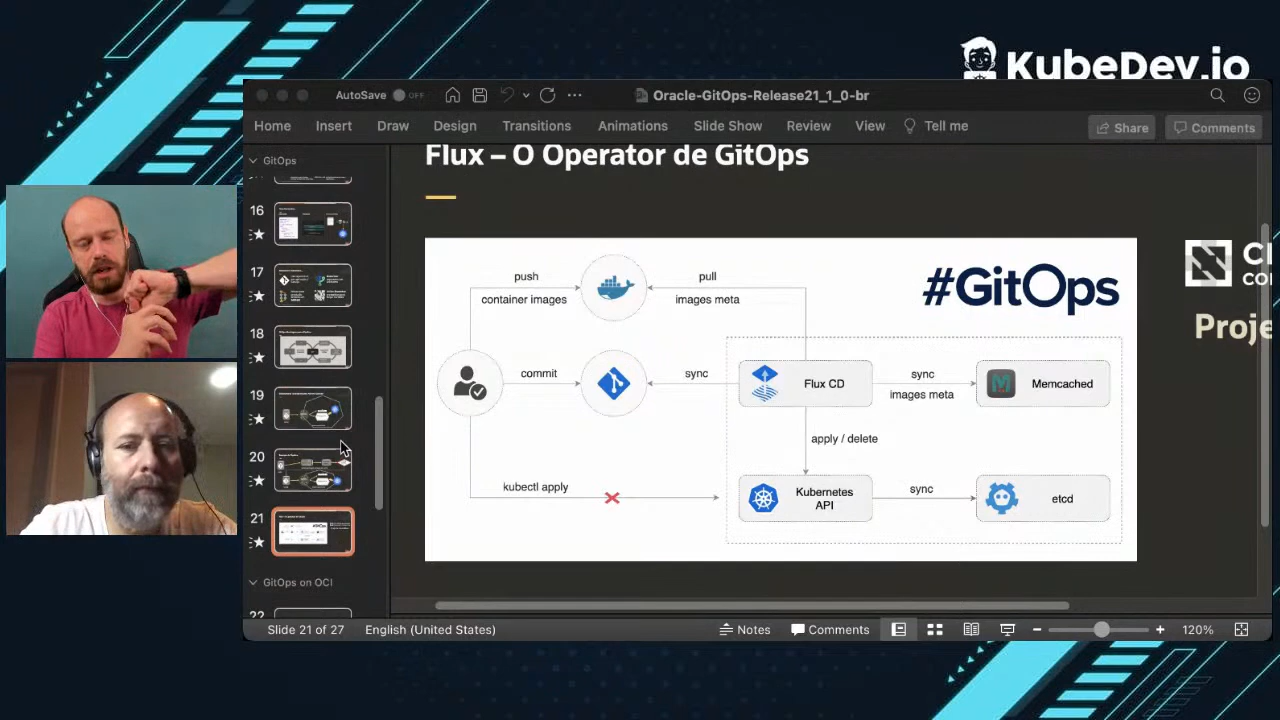 KubeDev.io
AutoSave OFF
Oracle-GitOps-Release21_1_0-br
Home Insert Draw Design Transitions Animations Slide Show Review View Tell me
Share Comments
GitOps
16
17
18
19
20
21
GitOps on OCI
22
Flux – O Operator de GitOps
#GitOps
push
container images
pull
images meta
commit
sync
Flux CD
sync
images meta
Memcached
apply / delete
kubectl apply
Kubernetes
API
sync
etcd
Slide 21 of 27
English (United States)
Notes
Comments
120%